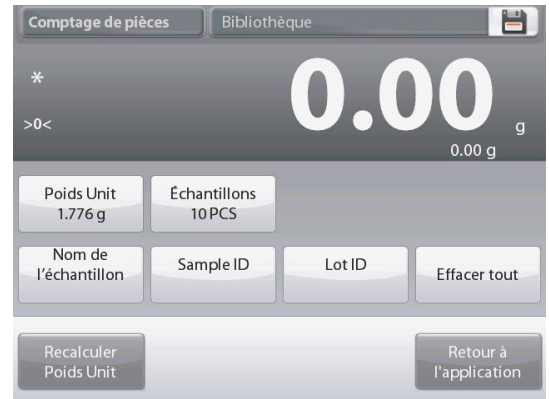 Comptage de pièces
Bibliothèque
*
>0<
0.00 g
0.00 g
Poids Unit
1.776 g
Échantillons
10 PCS
Nom de
l'échantillon
Sample ID
Lot ID
Effacer tout
Recalculer
Poids Unit
Retour à
l'application